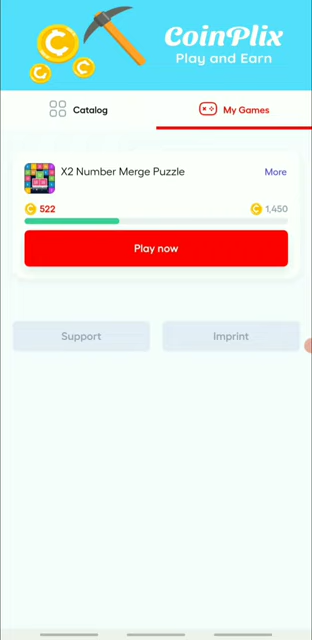 CoinPlix
Play and Earn
Catalog
My Games
X2 Number Merge Puzzle
More
522
1,450
Play now
Support
Imprint